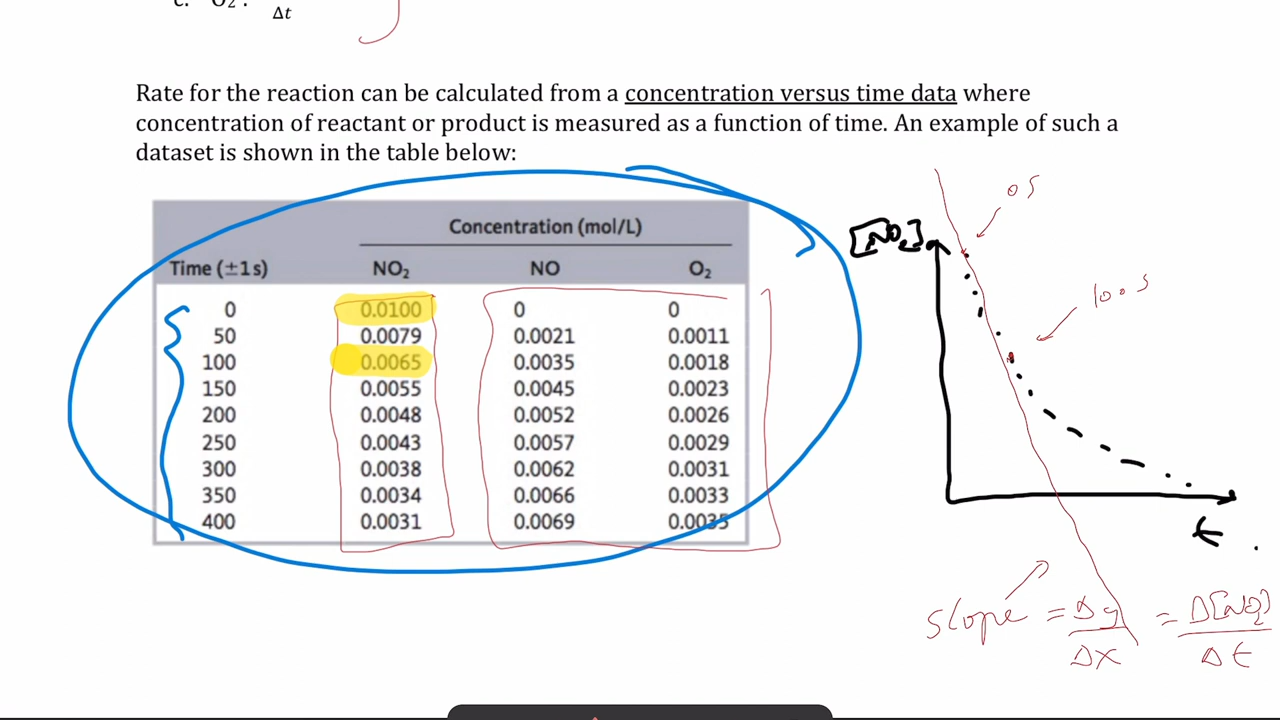 c. O₂ : Δt
Rate for the reaction can be calculated from a concentration versus time data where
concentration of reactant or product is measured as a function of time. An example of such a
dataset is shown in the table below:
Concentration (mol/L)
Time (±1 s) NO₂ NO O₂
0 0.0100 0 0
50 0.0079 0.0021 0.0011
100 0.0065 0.0035 0.0018
150 0.0055 0.0045 0.0023
200 0.0048 0.0052 0.0026
250 0.0043 0.0057 0.0029
300 0.0038 0.0062 0.0031
350 0.0034 0.0066 0.0033
400 0.0031 0.0069 0.0035
[NO₂]
0 s
100 s
t
slope = Δy/Δx = Δ[NO₂]/Δt